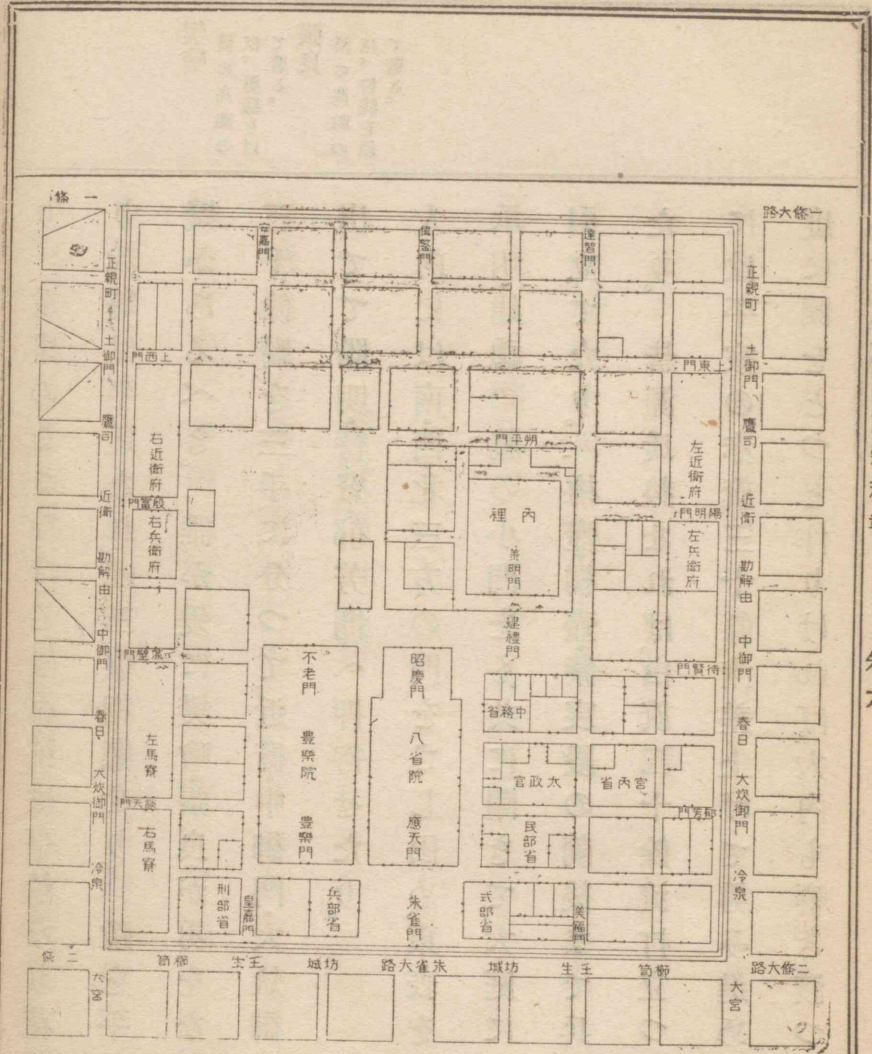 一條大路
一條
達智門
偉鑒門
安嘉門
正親町
土御門
鷹司
近衛
勘解由
中御門
春日
大炊御門
冷泉
正親町
土御門
鷹司
近衛
勘解由
中御門
春日
大炊御門
冷泉
上東門
上西門
左近衛府
陽明門
左兵衛府
待賢門
郁芳門
右近衛府
殷富門
右兵衛府
左馬寮
談天門
右馬寮
朔平門
內裡
建禮門
中務省
太政官
宮內省
民部省
式部省
美福門
昭慶門
八省院
應天門
朱雀門
不老門
豊樂院
豊樂門
兵部省
皇嘉門
刑部省
二條大路
櫛笥
壬生
坊城
朱雀大路
坊城
壬生
櫛笥
二條
大宮
大宮